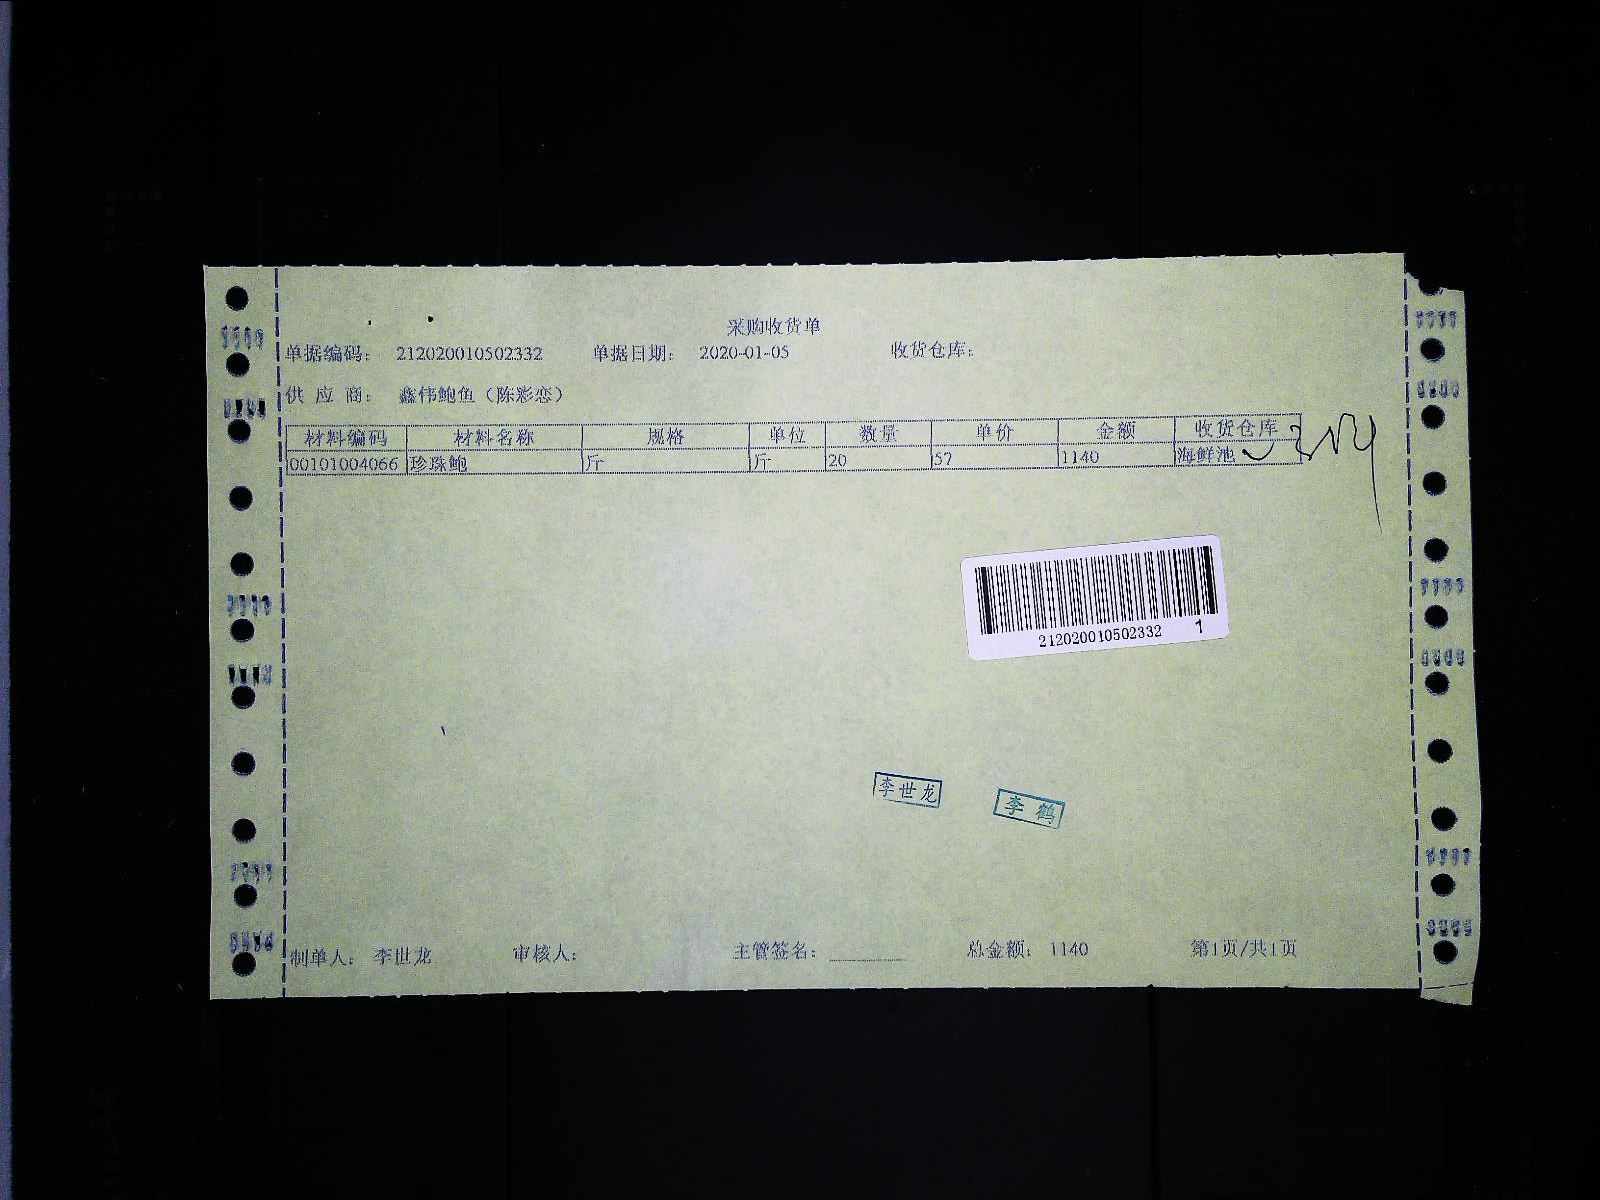 采购收货单
单据编码： 212020010502332 单据日期： 2020-01-05 收货仓库：
供 应 商： 鑫伟鲍鱼（陈彩恋）
材料编码 材料名称 规格 单位 数量 单价 金额 收货仓库
00101004066 珍珠鲍 斤 斤 20 57 1140 海鲜池
212020010502332 1
李世龙
李鹤
制单人： 李世龙 审核人： 主管签名： 总金额： 1140 第1页/共1页